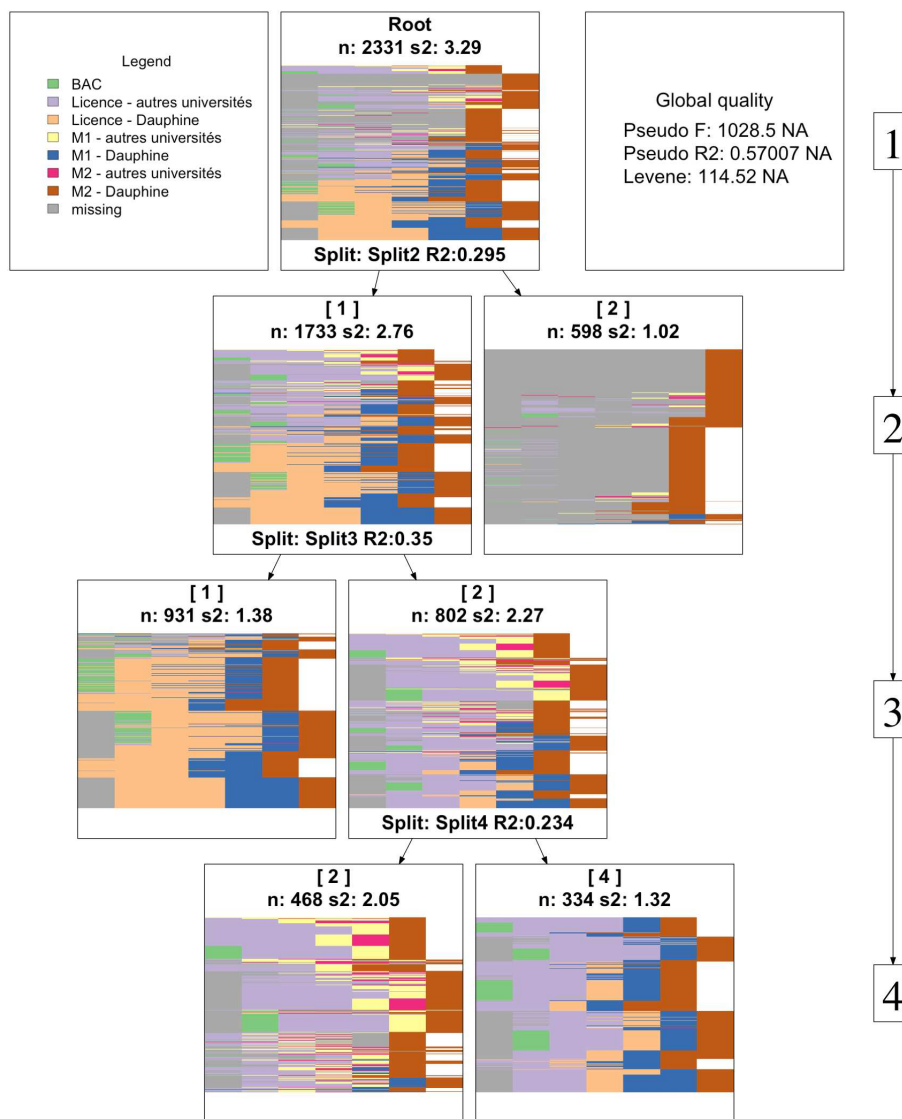 Legend
BAC
Licence - autres universités
Licence - Dauphine
M1 - autres universités
M1 - Dauphine
M2 - autres universités
M2 - Dauphine
missing
Root
n: 2331 s2: 3.29
Split: Split2 R2:0.295
Global quality
Pseudo F: 1028.5 NA
Pseudo R2: 0.57007 NA
Levene: 114.52 NA
1
[ 1 ]
n: 1733 s2: 2.76
Split: Split3 R2:0.35
[ 2 ]
n: 598 s2: 1.02
2
[ 1 ]
n: 931 s2: 1.38
[ 2 ]
n: 802 s2: 2.27
Split: Split4 R2:0.234
3
[ 2 ]
n: 468 s2: 2.05
[ 4 ]
n: 334 s2: 1.32
4